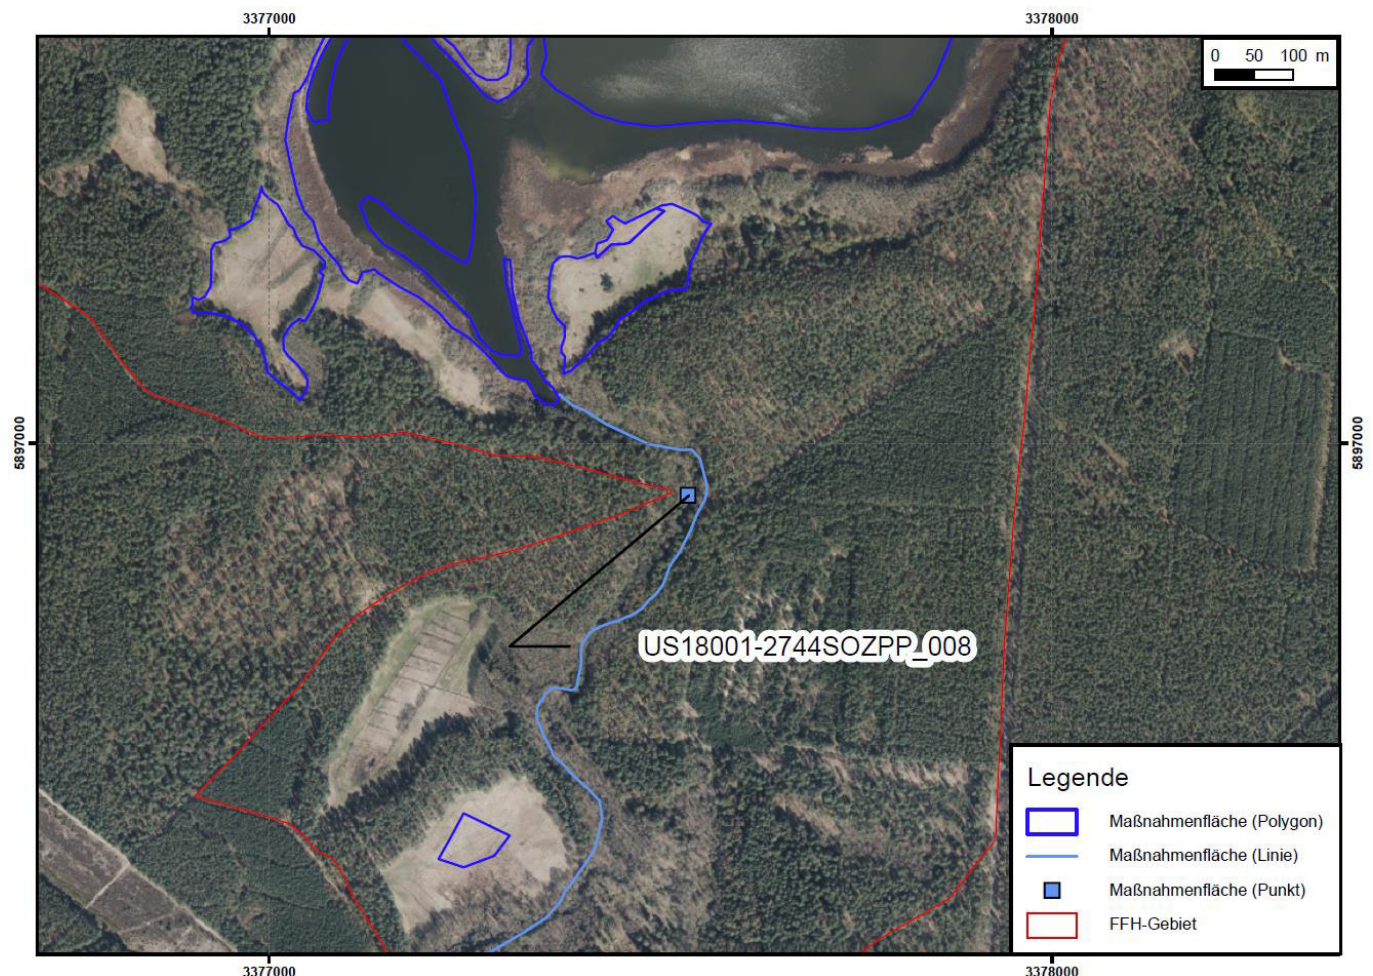 3377000
3378000
0 50 100 m
5897000
5897000
US18001-2744SOZPP_008
Legende
Maßnahmenfläche (Polygon)
Maßnahmenfläche (Linie)
Maßnahmenfläche (Punkt)
FFH-Gebiet
3377000
3378000